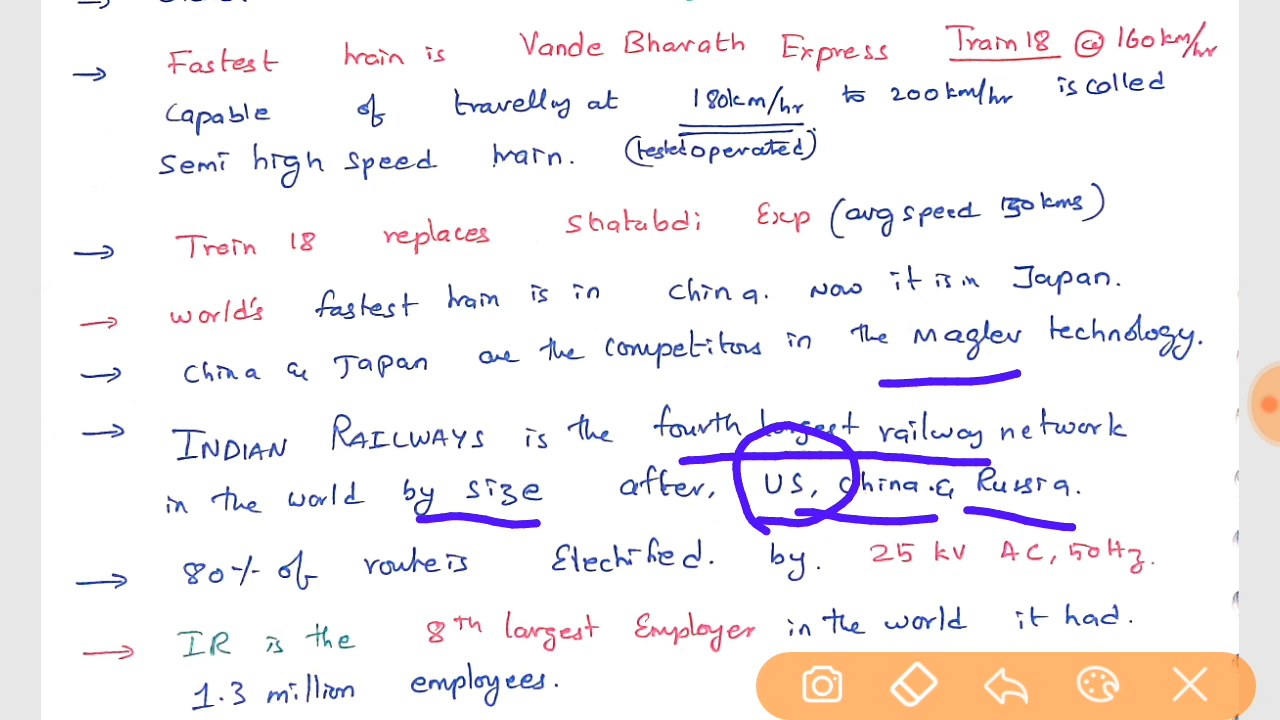 → Fastest train is Vande Bharath Express Train 18 @ 160km/hr
capable of travelling at 180km/hr to 200km/hr is called
semi high speed train. (tested operated)
→ Train 18 replaces Shatabdi Exp (avg speed 130 kms)
→ world's fastest train is in china. Now it is in Japan.
→ china & Japan are the competitors in the Maglev technology.
→ INDIAN RAILWAYS is the fourth largest railway network
in the world by size after, US, china & Russia.
→ 80% of route is Electrified. by. 25 kv AC, 50Hz.
→ IR is the 8th largest Employer in the world it had.
1.3 million employees.